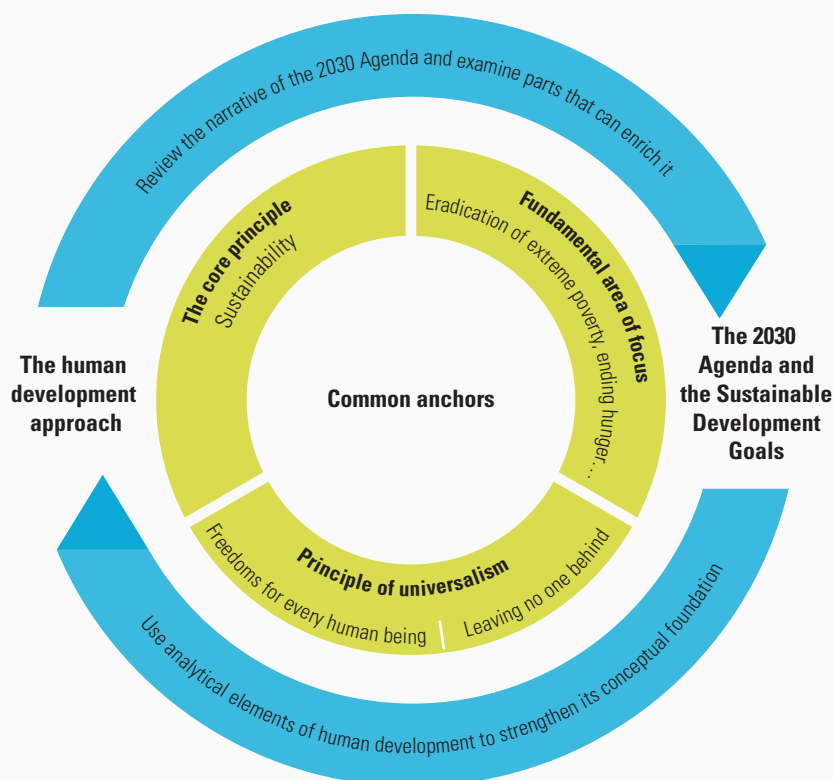 Review the narrative of the 2030 Agenda and examine parts that can enrich it
The core principle
Sustainability
Fundamental area of focus
Eradication of extreme poverty, ending hunger…
The human
development
approach
Common anchors
The 2030
Agenda and
the Sustainable
Development
Goals
Principle of universalism
Freedoms for every human being
Leaving no one behind
Use analytical elements of human development to strengthen its conceptual foundation